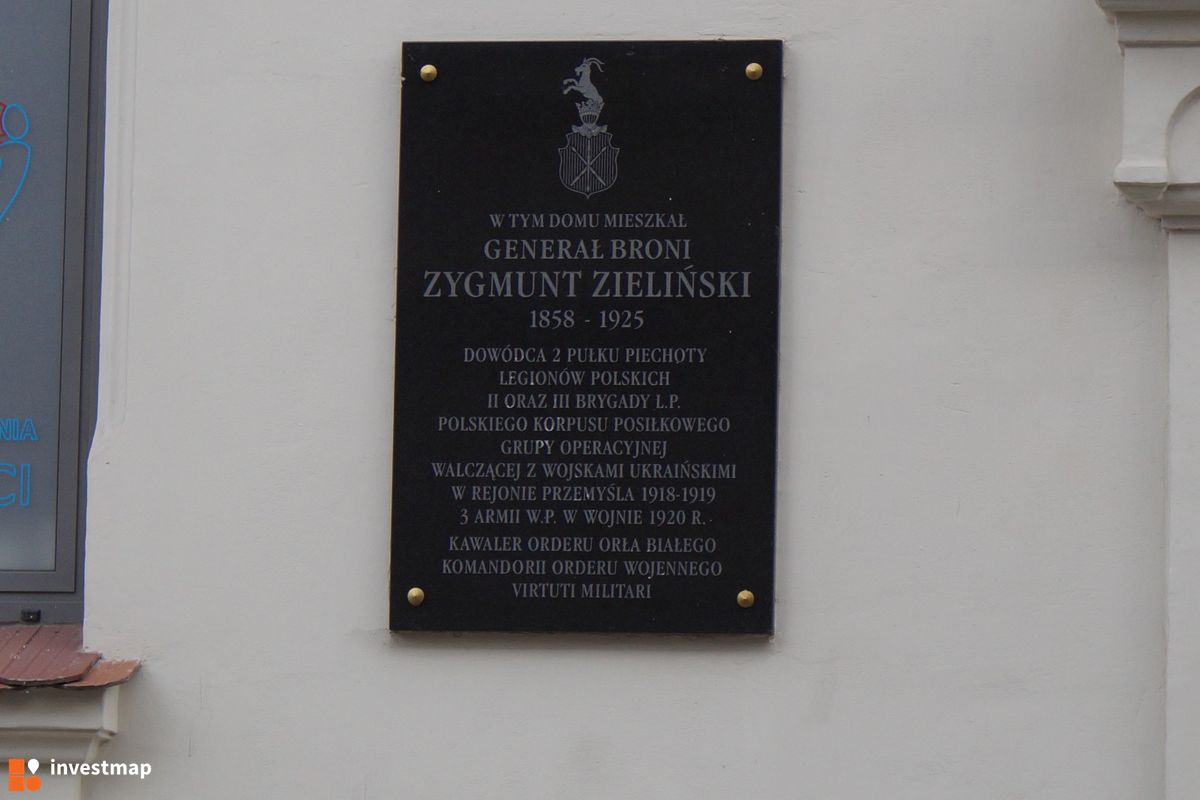 W TYM DOMU MIESZKAŁ
GENERAŁ BRONI
ZYGMUNT ZIELIŃSKI
1858 - 1925
DOWÓDCA 2 PUŁKU PIECHOTY
LEGIONÓW POLSKICH
II ORAZ III BRYGADY L.P.
POLSKIEGO KORPUSU POSIŁKOWEGO
GRUPY OPERACYJNEJ
WALCZĄCEJ Z WOJSKAMI UKRAIŃSKIMI
W REJONIE PRZEMYŚLA 1918-1919
3 ARMII W.P. W WOJNIE 1920 R.
KAWALER ORDERU ORŁA BIAŁEGO
KOMANDORII ORDERU WOJENNEGO
VIRTUTI MILITARI
investmap